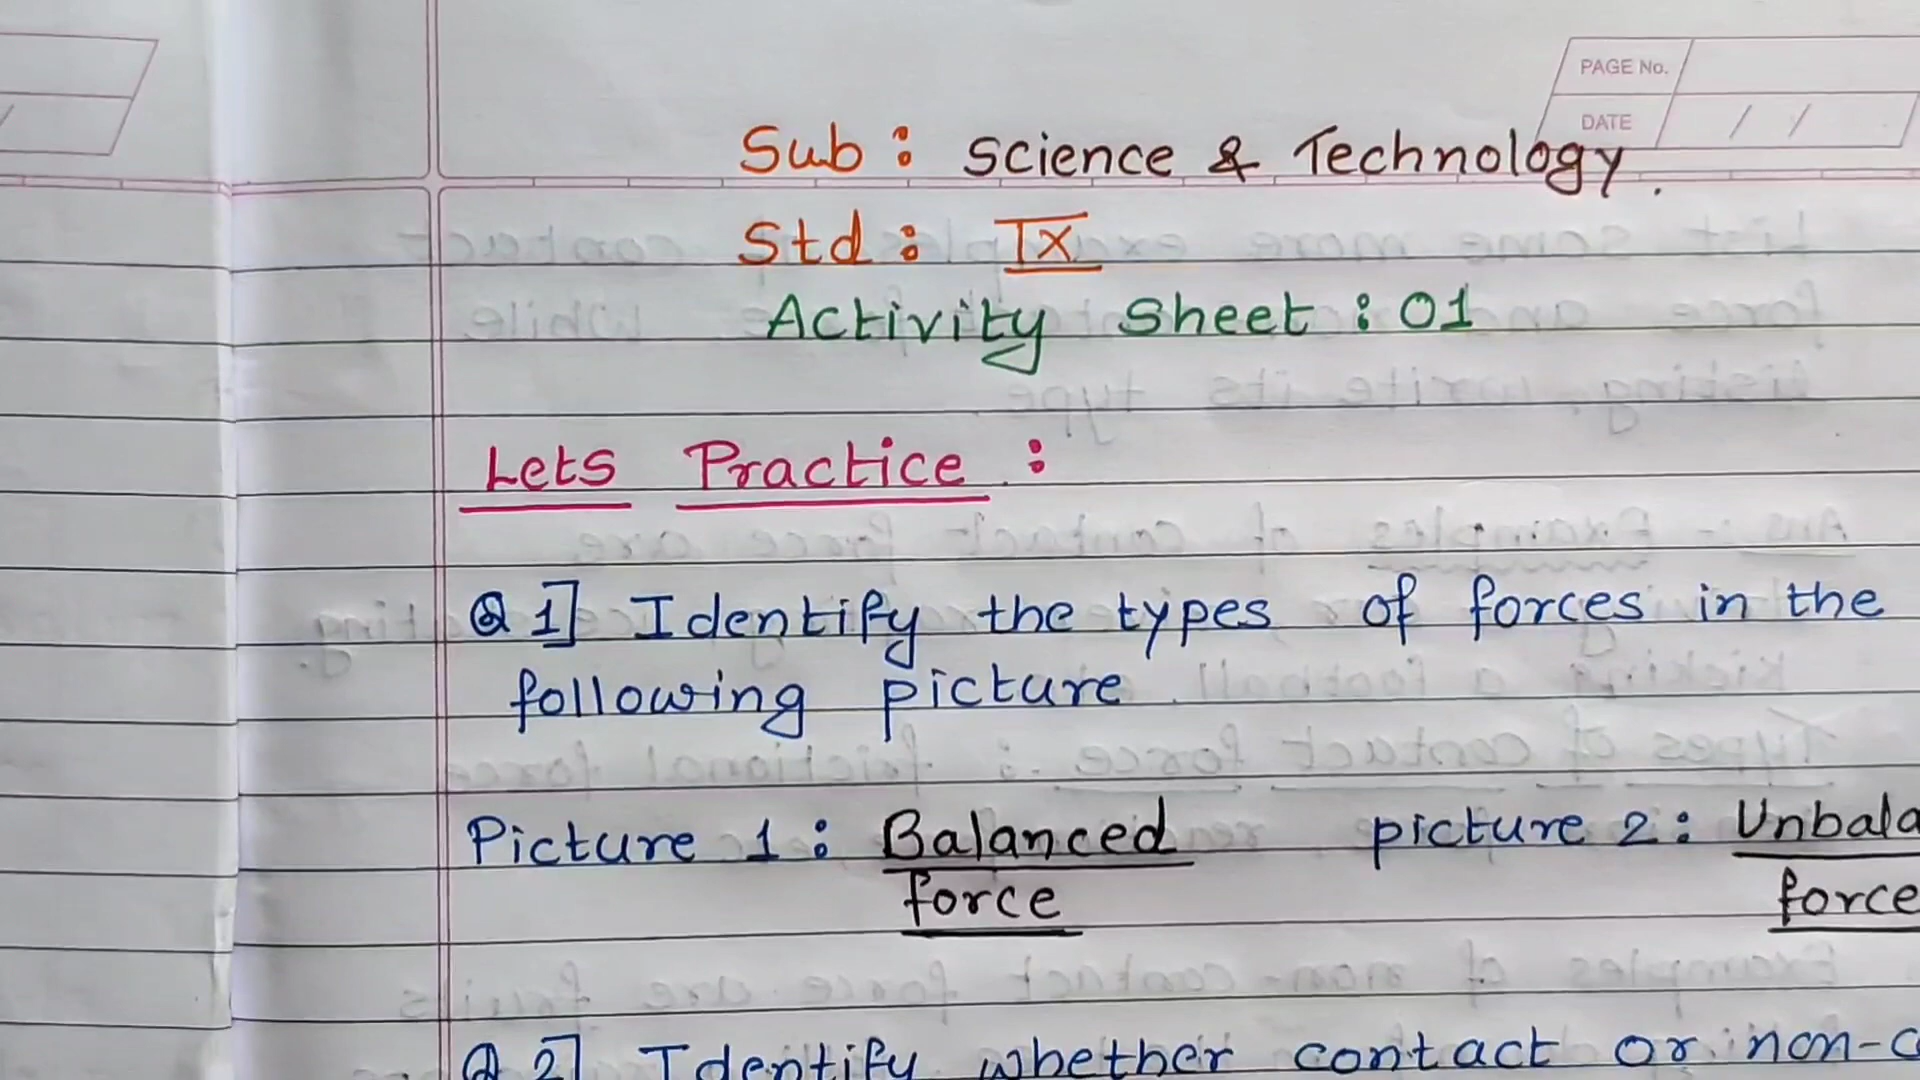 PAGE No.
DATE / /
Sub : Science & Technology.
Std : IX
Activity Sheet : 01
Lets Practice :
Q 1] Identify the types of forces in the
following picture.
Picture 1 : Balanced picture 2 : Unbala
force force
Q 2] Identify whether contact or non-c